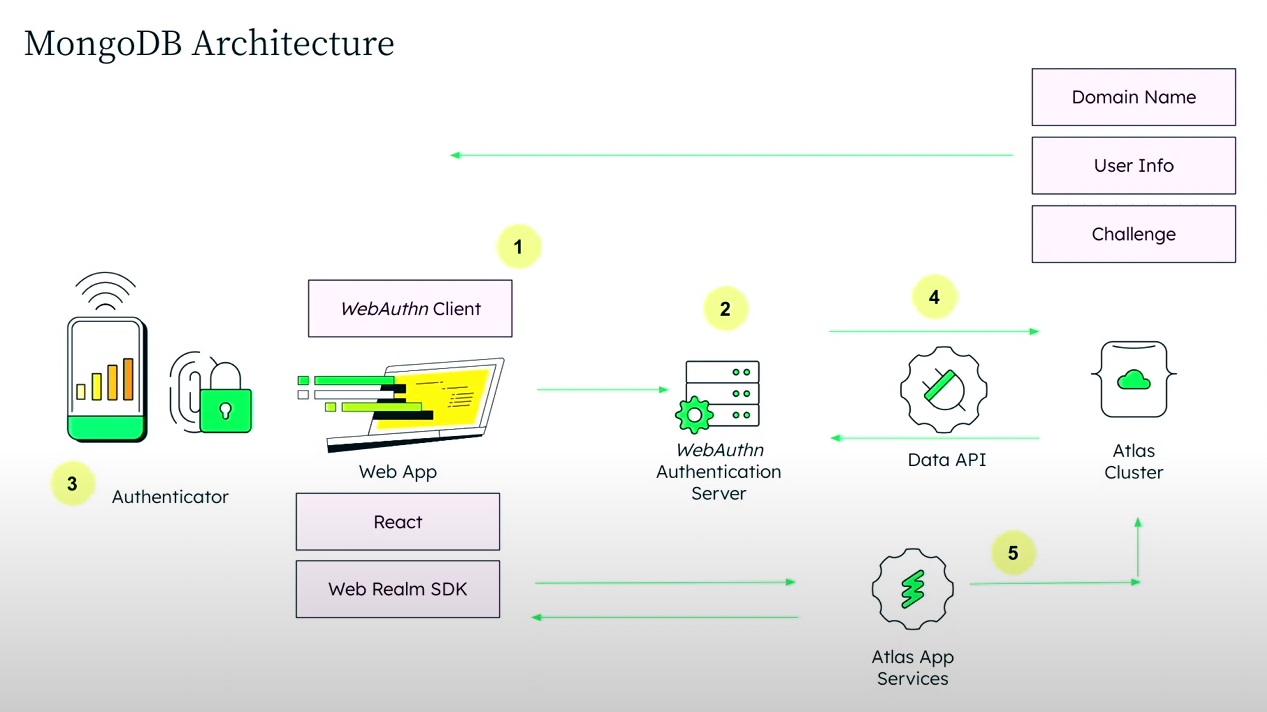 MongoDB Architecture
Domain Name
User Info
Challenge
1
WebAuthn Client
2
4
3
Authenticator
Web App
WebAuthn
Authentication
Server
Data API
Atlas
Cluster
React
Web Realm SDK
5
Atlas App
Services